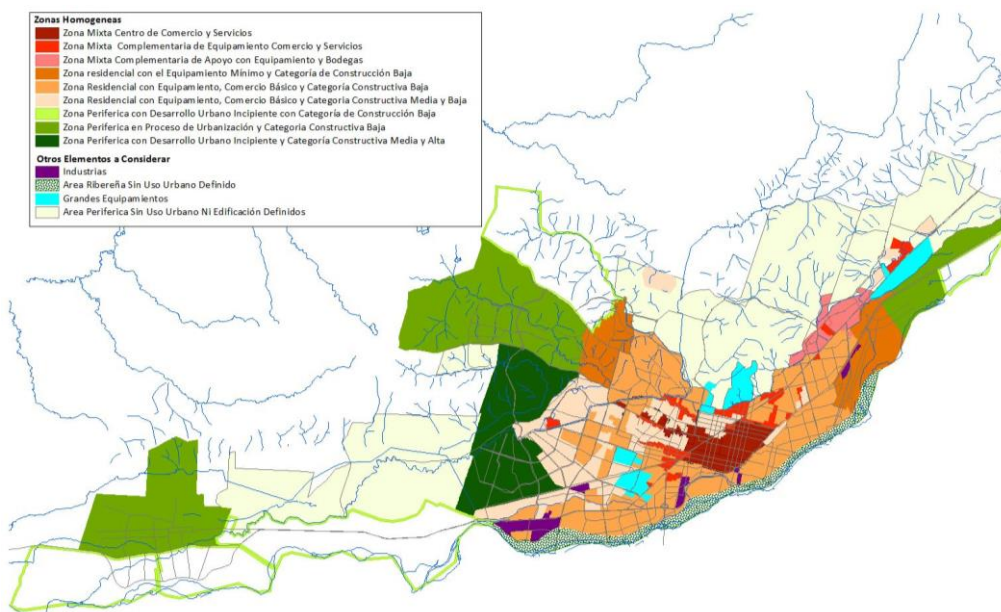 Zonas Homogeneas
Zona Mixta Centro de Comercio y Servicios
Zona Mixta Complementaria de Equipamiento Comercio y Servicios
Zona Mixta Complementaria de Apoyo con Equipamiento y Bodegas
Zona residencial con el Equipamiento Mínimo y Categoría de Construcción Baja
Zona Residencial con Equipamiento, Comercio Básico y Categoría Constructiva Baja
Zona Residencial con Equipamiento, Comercio Básico y Categoria Constructiva Media y Baja
Zona Periferica con Desarrollo Urbano Incipiente con Categoría de Construcción Baja
Zona Periferica en Proceso de Urbanización y Categoria Constructiva Baja
Zona Periferica con Desarrollo Urbano Incipiente y Categoría Constructiva Media y Alta
Otros Elementos a Considerar
Industrias
Area Ribereña Sin Uso Urbano Definido
Grandes Equipamientos
Area Periferica Sin Uso Urbano Ni Edificación Definidos